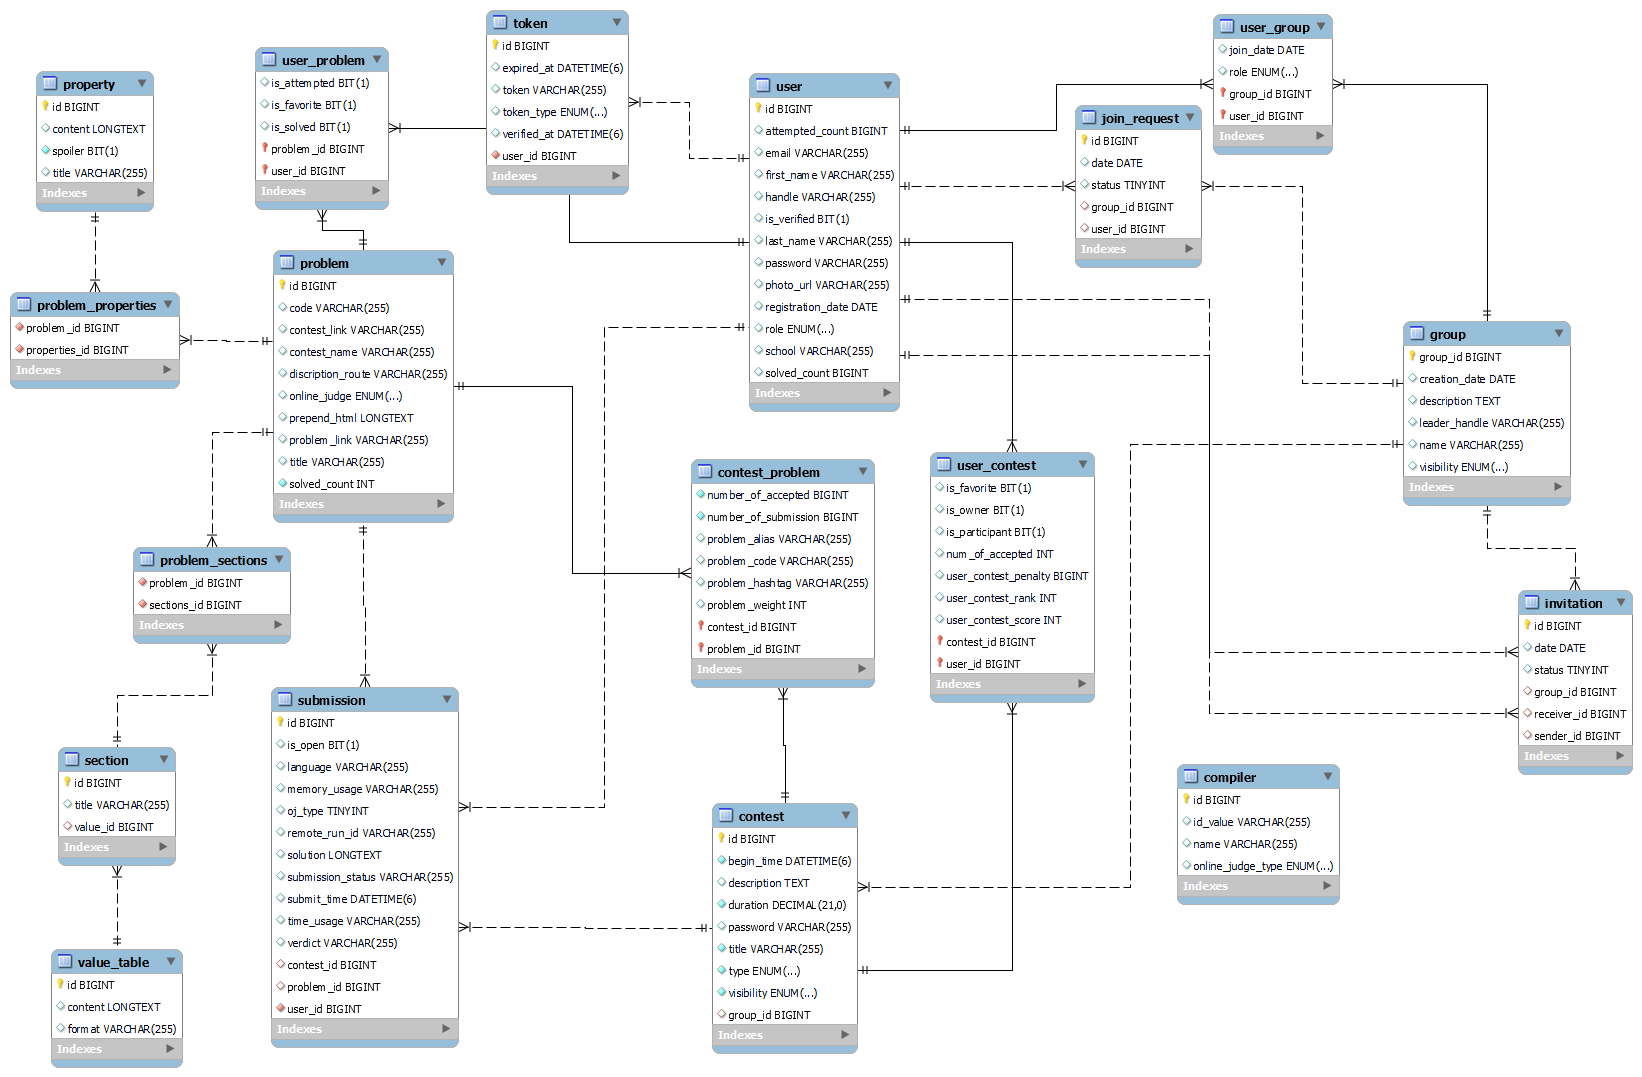 token
id BIGINT
expired_at DATETIME(6)
token VARCHAR(255)
token_type ENUM(...)
verified_at DATETIME(6)
user_id BIGINT
Indexes
user_group
join_date DATE
role ENUM(...)
group_id BIGINT
user_id BIGINT
Indexes
user_problem
is_attempted BIT(1)
is_favorite BIT(1)
is_solved BIT(1)
problem_id BIGINT
user_id BIGINT
Indexes
property
id BIGINT
content LONGTEXT
spoiler BIT(1)
title VARCHAR(255)
Indexes
user
id BIGINT
attempted_count BIGINT
email VARCHAR(255)
first_name VARCHAR(255)
handle VARCHAR(255)
is_verified BIT(1)
last_name VARCHAR(255)
password VARCHAR(255)
photo_url VARCHAR(255)
registration_date DATE
role ENUM(...)
school VARCHAR(255)
solved_count BIGINT
Indexes
join_request
id BIGINT
date DATE
status TINYINT
group_id BIGINT
user_id BIGINT
Indexes
problem
id BIGINT
code VARCHAR(255)
contest_link VARCHAR(255)
contest_name VARCHAR(255)
discription_route VARCHAR(255)
online_judge ENUM(...)
prepend_html LONGTEXT
problem_link VARCHAR(255)
title VARCHAR(255)
solved_count INT
Indexes
problem_properties
problem_id BIGINT
properties_id BIGINT
Indexes
group
group_id BIGINT
creation_date DATE
description TEXT
leader_handle VARCHAR(255)
name VARCHAR(255)
visibility ENUM(...)
Indexes
contest_problem
number_of_accepted BIGINT
number_of_submission BIGINT
problem_alias VARCHAR(255)
problem_code VARCHAR(255)
problem_hashtag VARCHAR(255)
problem_weight INT
contest_id BIGINT
problem_id BIGINT
Indexes
user_contest
is_favorite BIT(1)
is_owner BIT(1)
is_participant BIT(1)
num_of_accepted INT
user_contest_penalty BIGINT
user_contest_rank INT
user_contest_score INT
contest_id BIGINT
user_id BIGINT
Indexes
problem_sections
problem_id BIGINT
sections_id BIGINT
Indexes
invitation
id BIGINT
date DATE
status TINYINT
group_id BIGINT
receiver_id BIGINT
sender_id BIGINT
Indexes
submission
id BIGINT
is_open BIT(1)
language VARCHAR(255)
memory_usage VARCHAR(255)
oj_type TINYINT
remote_run_id VARCHAR(255)
solution LONGTEXT
submission_status VARCHAR(255)
submit_time DATETIME(6)
time_usage VARCHAR(255)
verdict VARCHAR(255)
contest_id BIGINT
problem_id BIGINT
user_id BIGINT
Indexes
section
id BIGINT
title VARCHAR(255)
value_id BIGINT
Indexes
compiler
id BIGINT
id_value VARCHAR(255)
name VARCHAR(255)
online_judge_type ENUM(...)
Indexes
contest
id BIGINT
begin_time DATETIME(6)
description TEXT
duration DECIMAL(21,0)
password VARCHAR(255)
title VARCHAR(255)
type ENUM(...)
visibility ENUM(...)
group_id BIGINT
Indexes
value_table
id BIGINT
content LONGTEXT
format VARCHAR(255)
Indexes